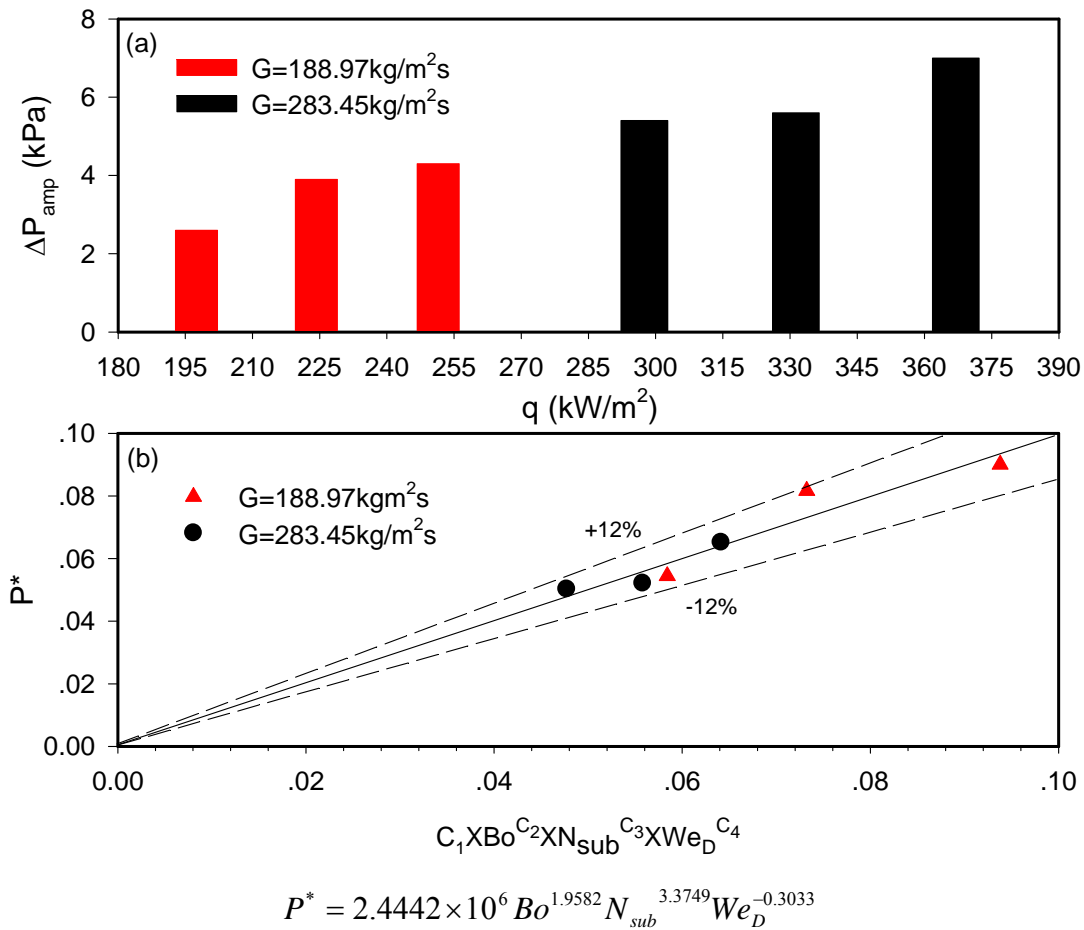 8
(a)
G=188.97kg/m²s
6
G=283.45kg/m²s
4
2
0
ΔP_amp (kPa)
180 195 210 225 240 255 270 285 300 315 330 345 360 375 390
q (kW/m²)
.10
(b)
.08
G=188.97kgm²s
G=283.45kg/m²s
+12%
.06
-12%
.04
.02
0.00
P*
0.00 .02 .04 .06 .08 .10
C₁XBo^C₂XN_sub^C₃XWe_D^C₄
P* = 2.4442×10⁶ Bo^1.9582 N_sub^3.3749 We_D^-0.3033